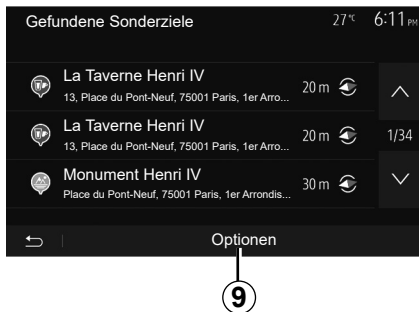 Gefundene Sonderziele 27 °C 6:11 PM
La Taverne Henri IV
13, Place du Pont-Neuf, 75001 Paris, 1er Arro... 20 m
La Taverne Henri IV
13, Place du Pont-Neuf, 75001 Paris, 1er Arro... 20 m 1/34
Monument Henri IV
Place du Pont-Neuf, 75001 Paris, 1er Arrondis... 30 m
Optionen
9